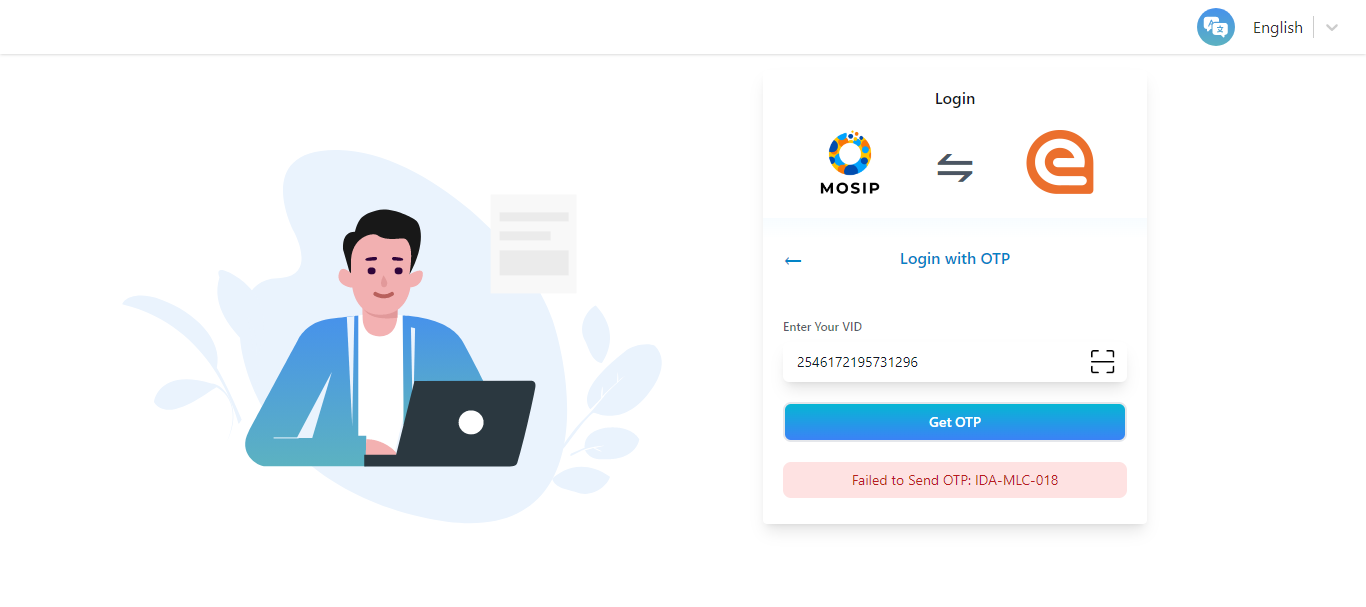 English
Login
MOSIP
Login with OTP
Enter Your VID
2546172195731296
Get OTP
Failed to Send OTP: IDA-MLC-018